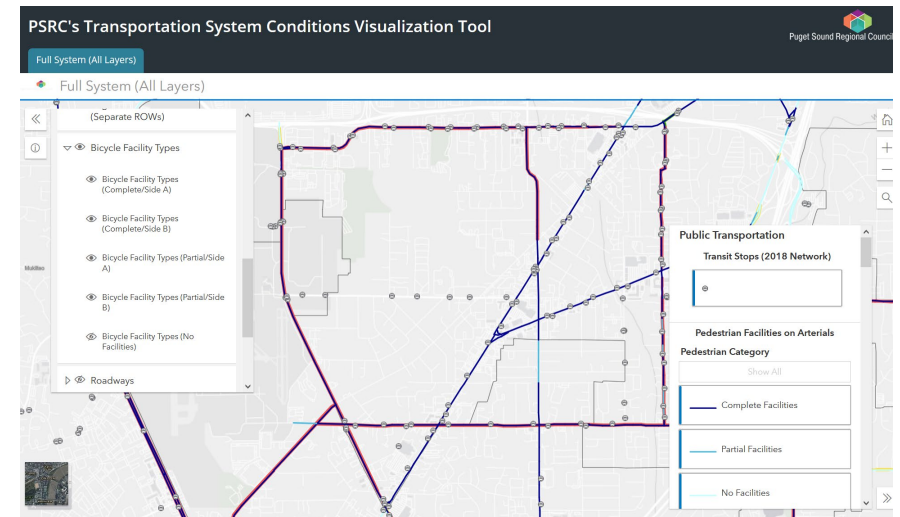 PSRC's Transportation System Conditions Visualization Tool
Puget Sound Regional Council
Full System (All Layers)
Full System (All Layers)
(Separate ROWs)
Bicycle Facility Types
Bicycle Facility Types
(Complete/Side A)
Bicycle Facility Types
(Complete/Side B)
Bicycle Facility Types (Partial/Side
A)
Bicycle Facility Types (Partial/Side
B)
Bicycle Facility Types (No
Facilities)
Roadways
Public Transportation
Transit Stops (2018 Network)
Pedestrian Facilities on Arterials
Pedestrian Category
Show All
Complete Facilities
Partial Facilities
No Facilities